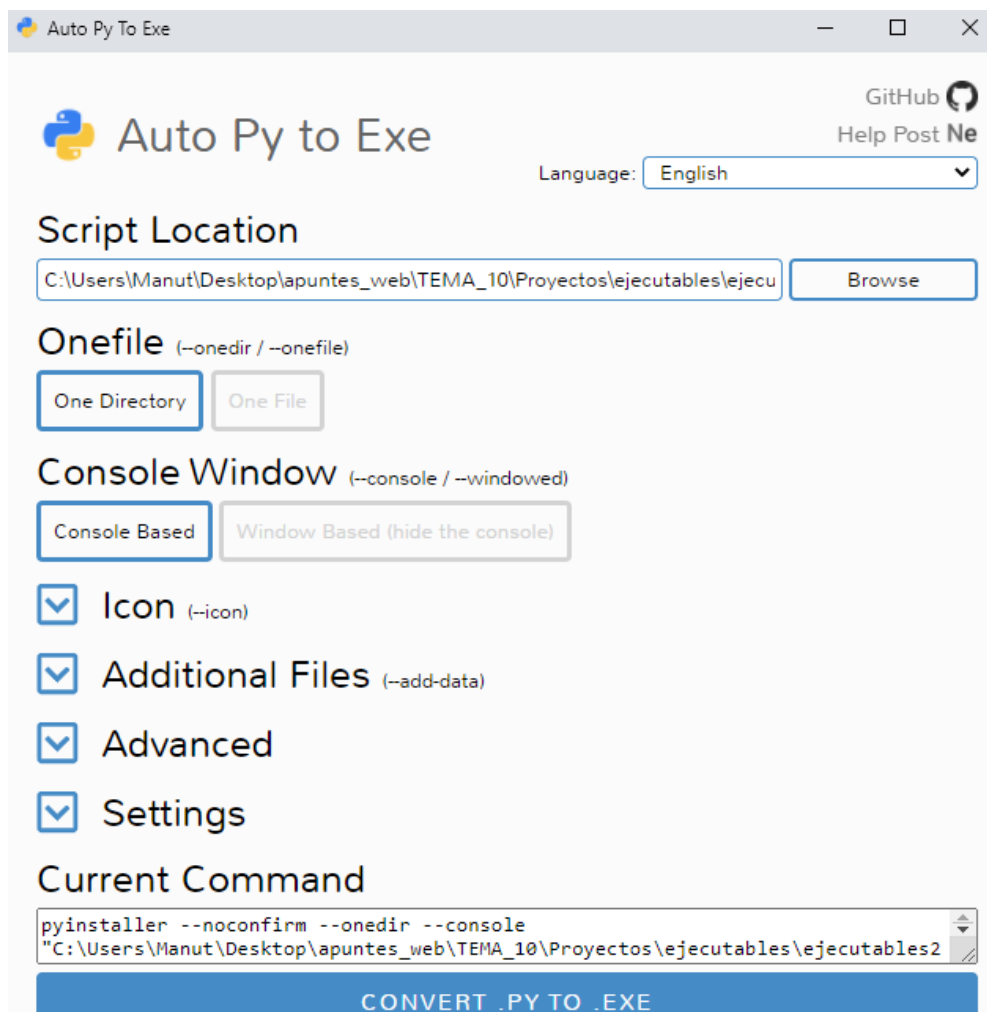 Auto Py To Exe
GitHub
Auto Py to Exe
Help Post Ne
Language: English
Script Location
C:\Users\Manut\Desktop\apuntes_web\TEMA_10\Proyectos\ejecutables\ejecu Browse
Onefile (--onedir / --onefile)
One Directory One File
Console Window (--console / --windowed)
Console Based Window Based (hide the console)
Icon (--icon)
Additional Files (--add-data)
Advanced
Settings
Current Command
pyinstaller --noconfirm --onedir --console
"C:\Users\Manut\Desktop\apuntes_web\TEMA_10\Proyectos\ejecutables\ejecutables2
CONVERT .PY TO .EXE